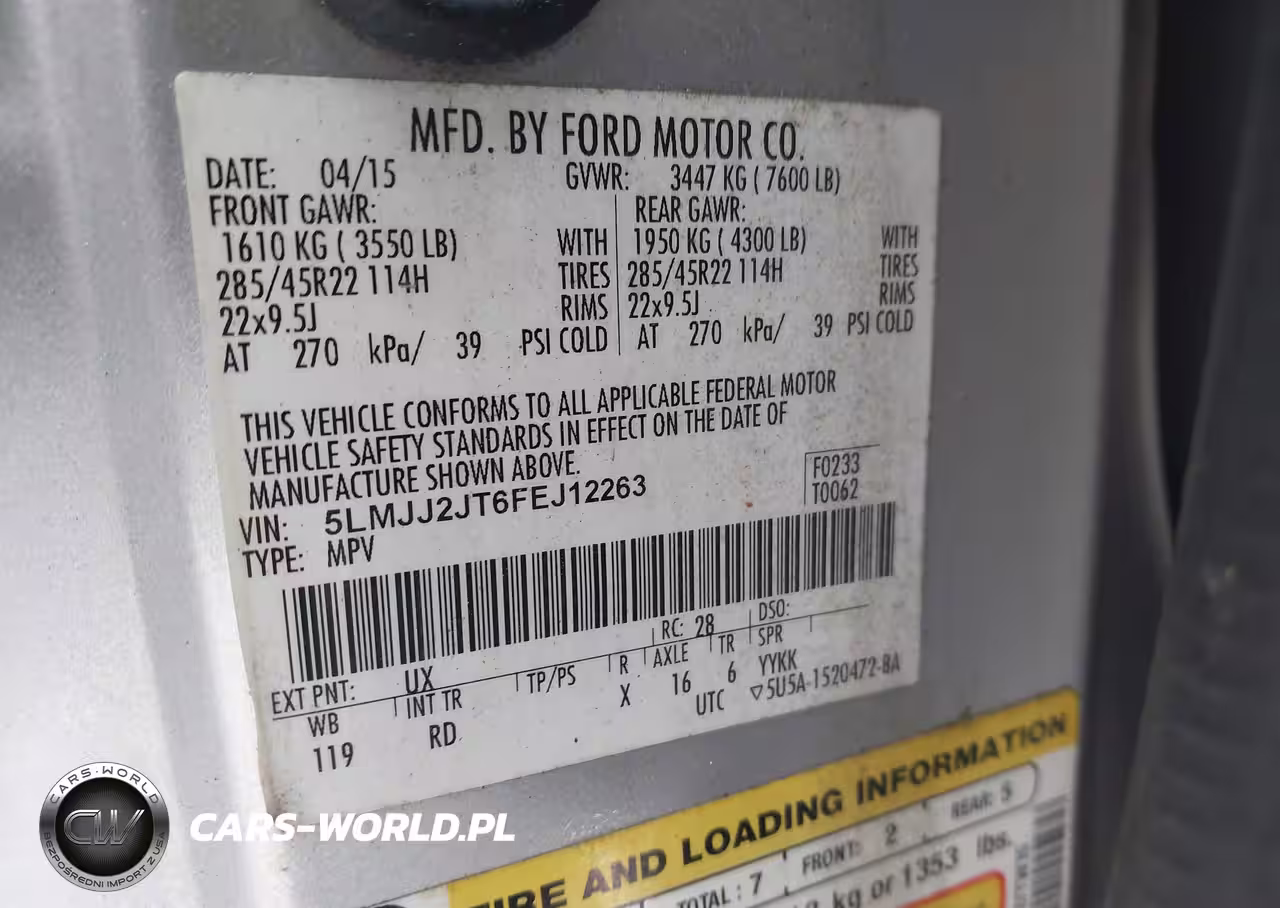 MFD. BY FORD MOTOR CO.
DATE: 04/15 GVWR: 3447 KG ( 7600 LB)
FRONT GAWR: REAR GAWR:
1610 KG ( 3550 LB) WITH 1950 KG ( 4300 LB) WITH
285/45R22 114H TIRES 285/45R22 114H TIRES
22x9.5J RIMS 22x9.5J RIMS
AT 270 kPa/ 39 PSI COLD AT 270 kPa/ 39 PSI COLD
THIS VEHICLE CONFORMS TO ALL APPLICABLE FEDERAL MOTOR
VEHICLE SAFETY STANDARDS IN EFFECT ON THE DATE OF
MANUFACTURE SHOWN ABOVE.
F0233
VIN: 5LMJJ2JT6FEJ12263 T0062
TYPE: MPV
EXT PNT: UX RC: 28 DSO:
WB INT TR TP/PS R AXLE TR SPR
119 RD X 16 6 YYKK
UTC ▽5U5A-1520472-BA
TIRE AND LOADING INFORMATION
TOTAL: 7 FRONT: 2 REAR: 5
kg or 1353 lbs.
CARS-WORLD
CW
BEZPOŚREDNI IMPORT Z USA
CARS-WORLD.PL